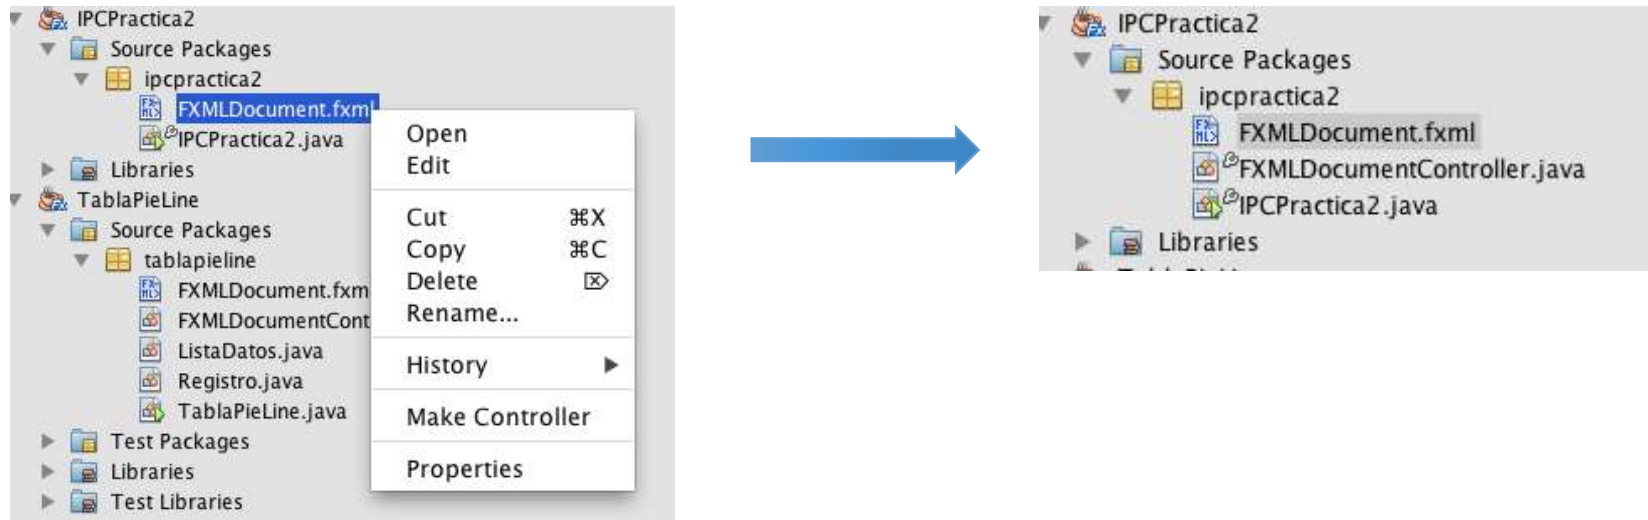 IPCPractica2
Source Packages
ipcpractica2
FXMLDocument.fxml
IPCPractica2.java
Libraries
TablaPieLine
Source Packages
tablapieline
FXMLDocument.fxm
FXMLDocumentCont
ListaDatos.java
Registro.java
TablaPieLine.java
Test Packages
Libraries
Test Libraries
Open
Edit
Cut ⌘X
Copy ⌘C
Delete ⌦
Rename...
History ▶
Make Controller
Properties
IPCPractica2
Source Packages
ipcpractica2
FXMLDocument.fxml
FXMLDocumentController.java
IPCPractica2.java
Libraries